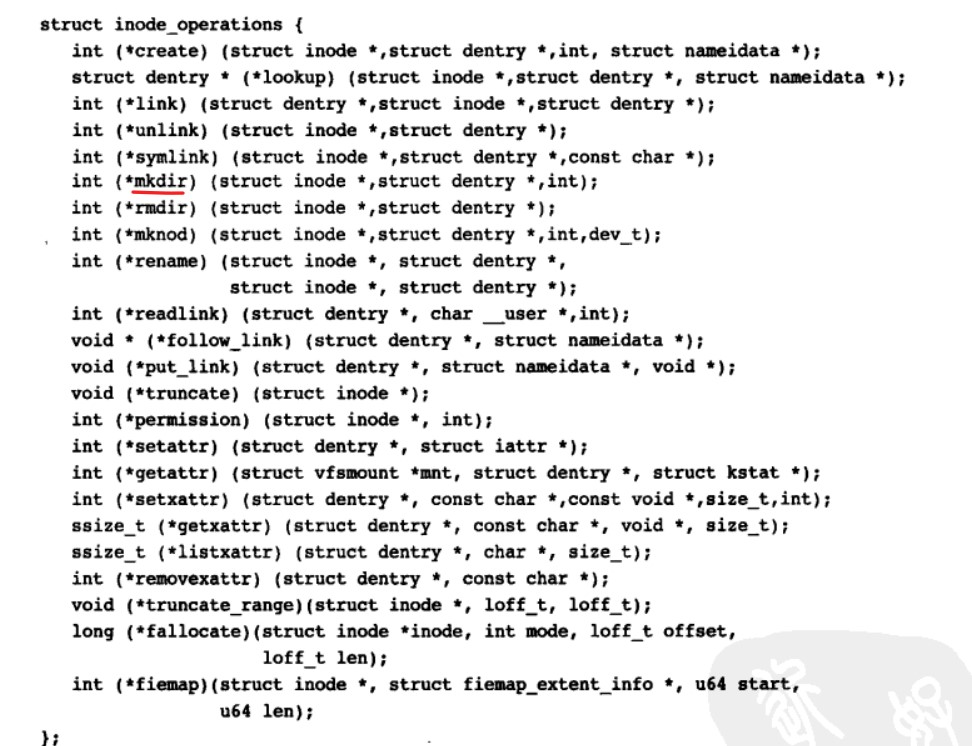 struct inode_operations {
int (*create) (struct inode *,struct dentry *,int, struct nameidata *);
struct dentry * (*lookup) (struct inode *,struct dentry *, struct nameidata *);
int (*link) (struct dentry *,struct inode *,struct dentry *);
int (*unlink) (struct inode *,struct dentry *);
int (*symlink) (struct inode *,struct dentry *,const char *);
int (*mkdir) (struct inode *,struct dentry *,int);
int (*rmdir) (struct inode *,struct dentry *);
int (*mknod) (struct inode *,struct dentry *,int,dev_t);
int (*rename) (struct inode *, struct dentry *,
struct inode *, struct dentry *);
int (*readlink) (struct dentry *, char __user *,int);
void * (*follow_link) (struct dentry *, struct nameidata *);
void (*put_link) (struct dentry *, struct nameidata *, void *);
void (*truncate) (struct inode *);
int (*permission) (struct inode *, int);
int (*setattr) (struct dentry *, struct iattr *);
int (*getattr) (struct vfsmount *mnt, struct dentry *, struct kstat *);
int (*setxattr) (struct dentry *, const char *,const void *,size_t,int);
ssize_t (*getxattr) (struct dentry *, const char *, void *, size_t);
ssize_t (*listxattr) (struct dentry *, char *, size_t);
int (*removexattr) (struct dentry *, const char *);
void (*truncate_range)(struct inode *, loff_t, loff_t);
long (*fallocate)(struct inode *inode, int mode, loff_t offset,
loff_t len);
int (*fiemap)(struct inode *, struct fiemap_extent_info *, u64 start,
u64 len);
};